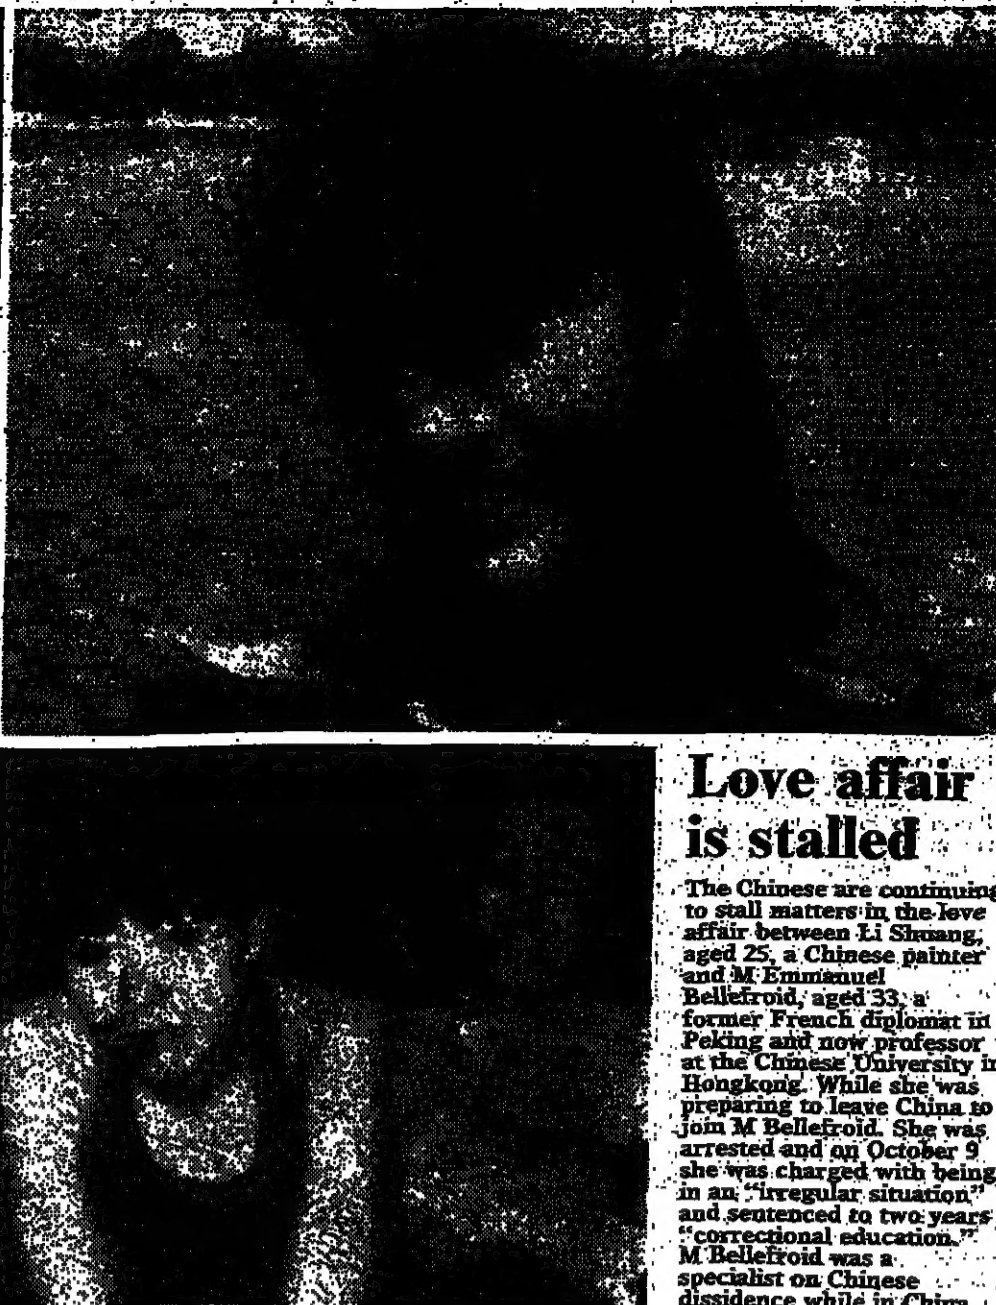 Love affair
is stalled
The Chinese are continuing
to stall matters in the love
affair between Li Shuang,
aged 25, a Chinese painter
and M Emmanuel
Bellefroid, aged 33, a
former French diplomat in
Peking and now professor
at the Chinese University in
Hongkong. While she was
preparing to leave China to
join M Bellefroid. She was
arrested and on October 9
she was charged with being
in an "irregular situation"
and sentenced to two years
"correctional education."
M Bellefroid was a
specialist on Chinese
dissidence while in China